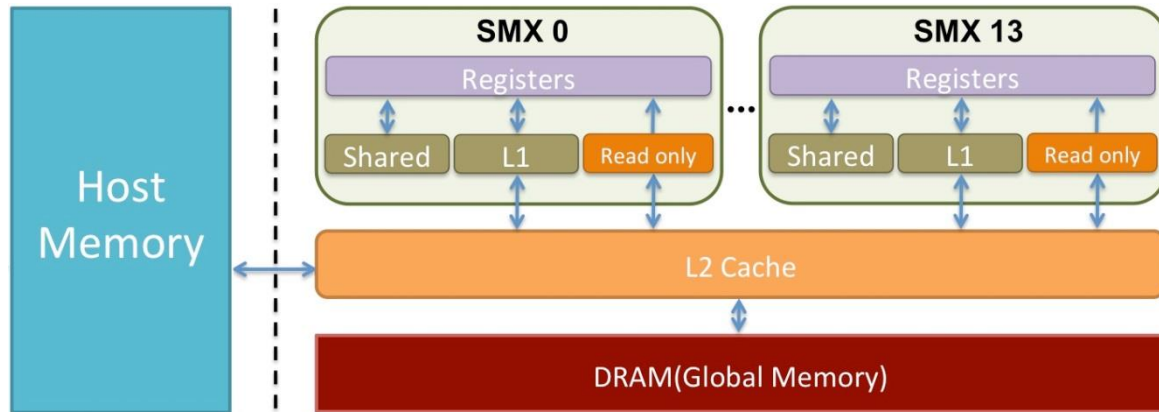 Host
Memory
SMX 0
Registers
Shared
L1
Read only
...
SMX 13
Registers
Shared
L1
Read only
L2 Cache
DRAM(Global Memory)